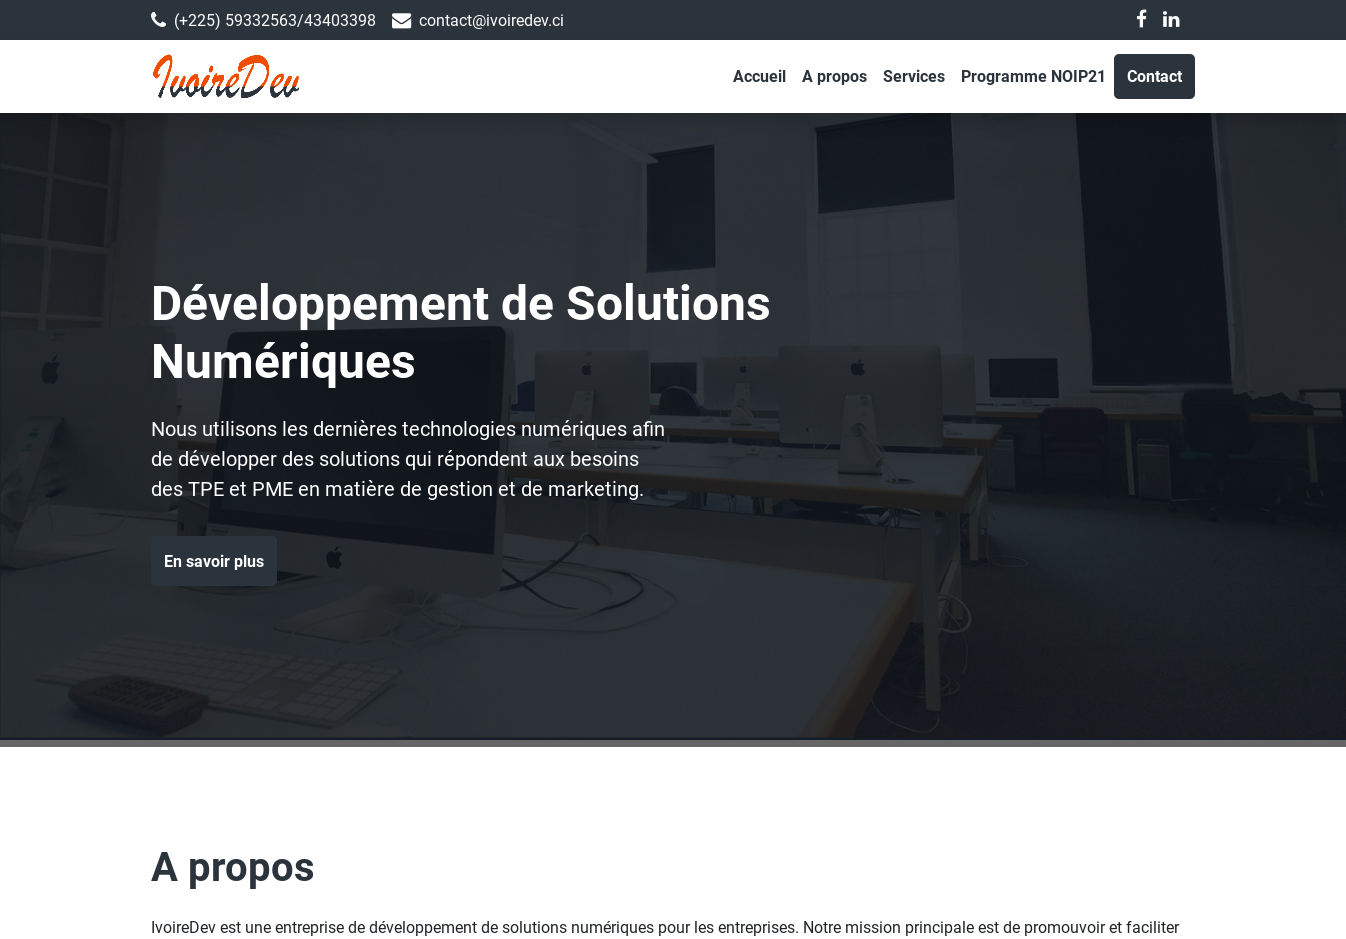 (+225) 59332563/43403398 contact@ivoiredev.ci
IvoireDev
Accueil A propos Services Programme NOIP21 Contact
Développement de Solutions
Numériques
Nous utilisons les dernières technologies numériques afin
de développer des solutions qui répondent aux besoins
des TPE et PME en matière de gestion et de marketing.
En savoir plus
A propos
IvoireDev est une entreprise de développement de solutions numériques pour les entreprises. Notre mission principale est de promouvoir et faciliter